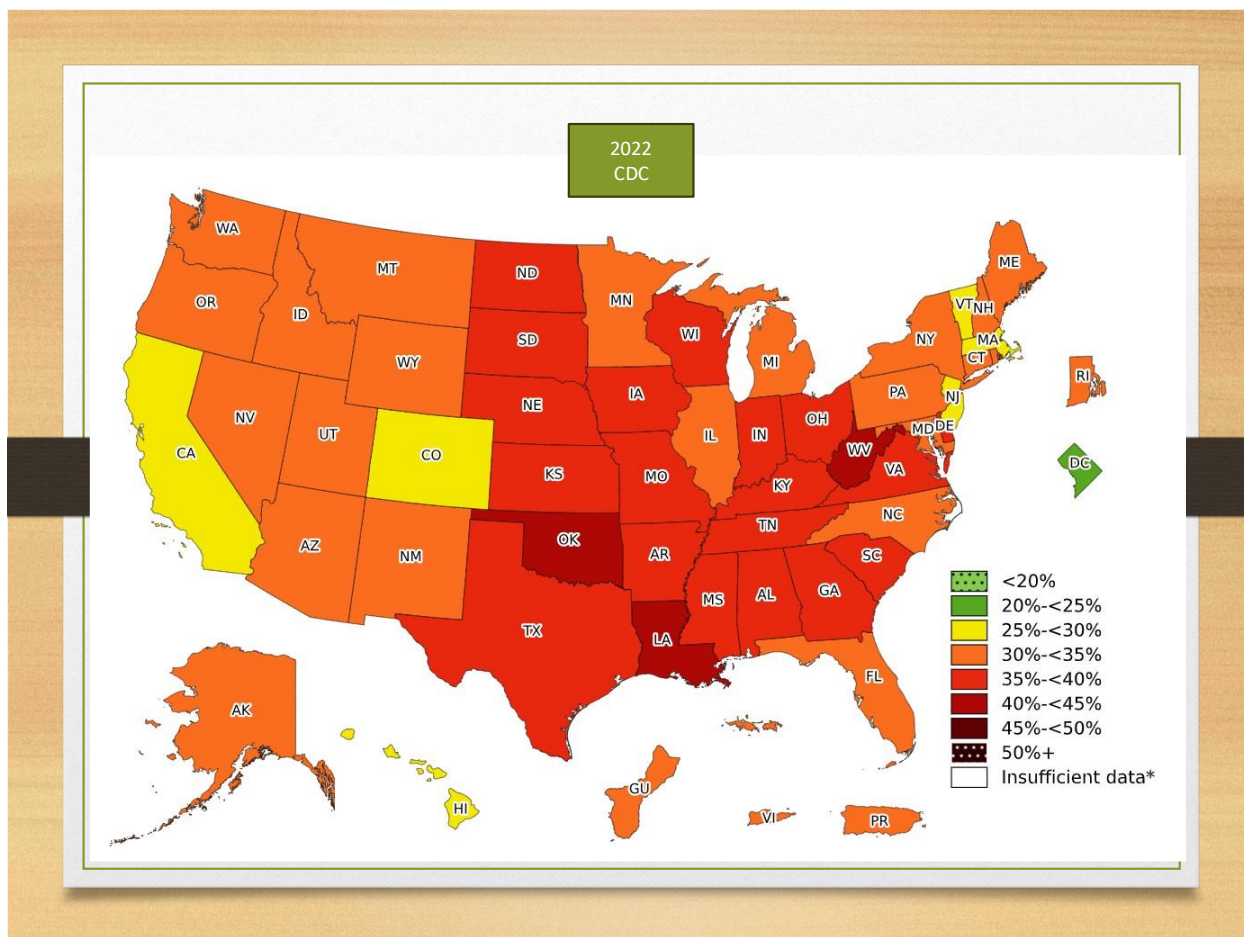 2022
CDC
WA
MT
ND
MN
ME
OR
ID
SD
WI
VT
NH
WY
MI
NY
MA
CT
RI
NV
NE
IA
PA
NJ
UT
CO
IL
IN
OH
MD
DE
CA
KS
MO
WV
VA
DC
KY
AZ
NM
OK
AR
TN
NC
SC
TX
LA
MS
AL
GA
FL
AK
HI
GU
VI
PR
<20%
20%-<25%
25%-<30%
30%-<35%
35%-<40%
40%-<45%
45%-<50%
50%+
Insufficient data*